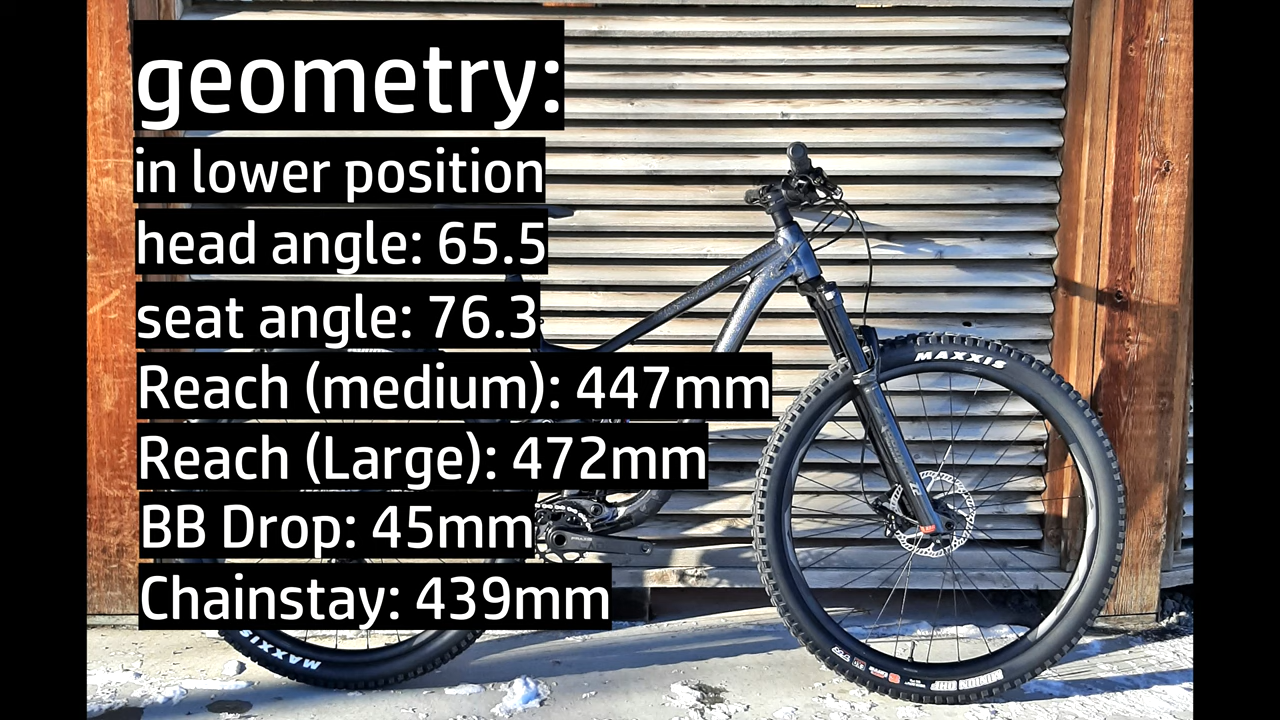 geometry:
in lower position
head angle: 65.5
seat angle: 76.3
Reach (medium): 447mm
Reach (Large): 472mm
BB Drop: 45mm
Chainstay: 439mm
MAXXIS
MAXXIS